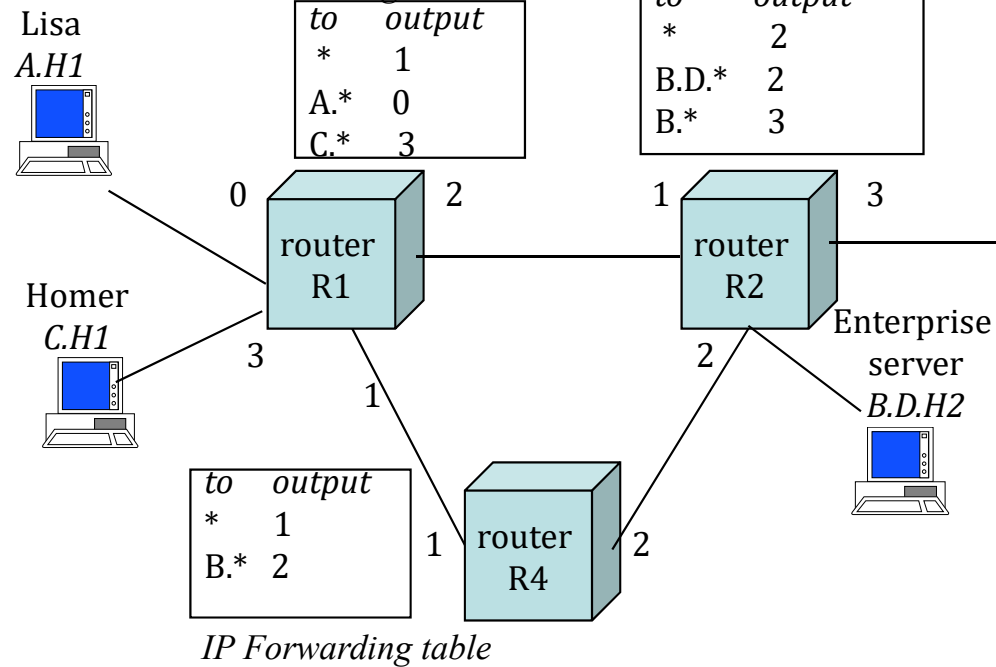 Lisa
A.H1
to output
* 1
A.* 0
C.* 3
to output
* 2
B.D.* 2
B.* 3
0
2
1
3
router
R1
router
R2
Homer
C.H1
3
1
2
Enterprise
server
B.D.H2
to output
* 1
B.* 2
1
router
R4
2
IP Forwarding table